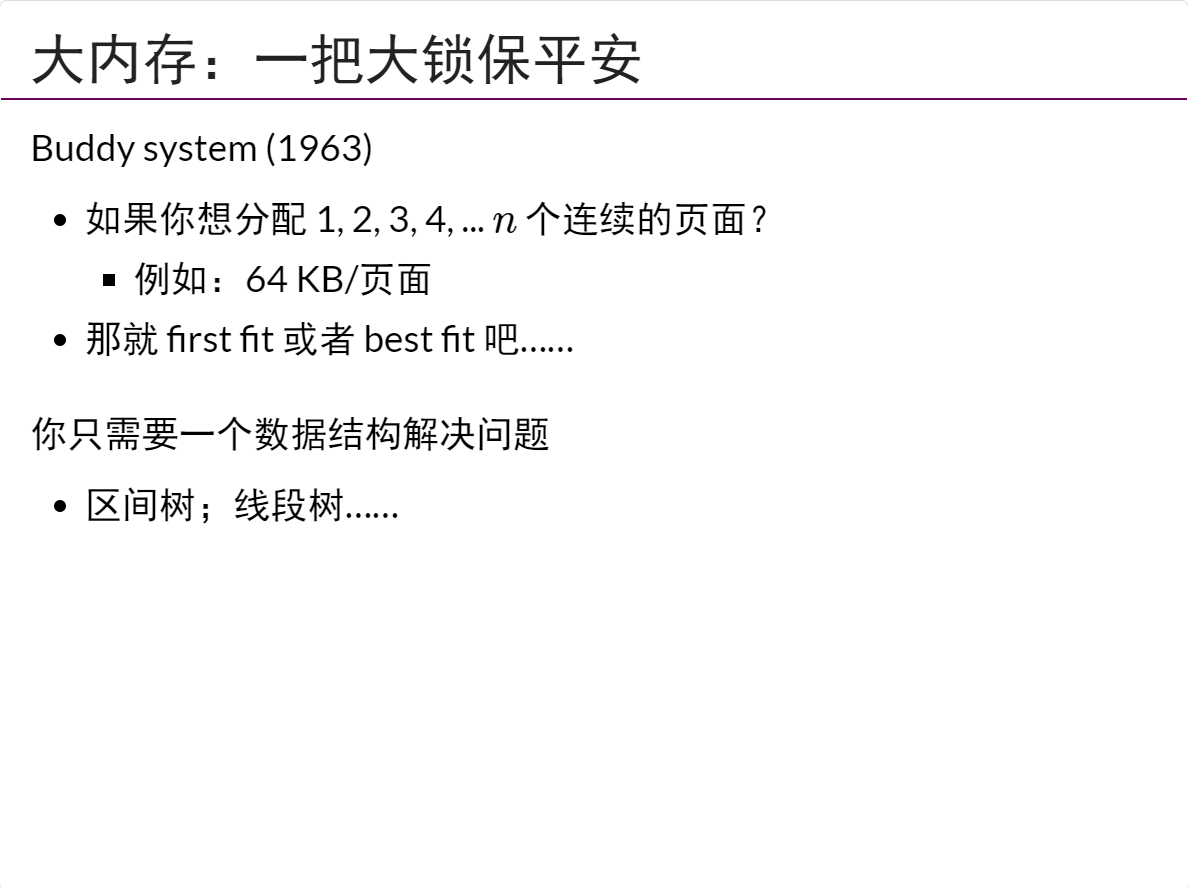 大内存：一把大锁保平安
Buddy system (1963)
如果你想分配 1, 2, 3, 4, ... n 个连续的页面？
例如：64 KB/页面
那就 first fit 或者 best fit 吧……
你只需要一个数据结构解决问题
区间树；线段树……